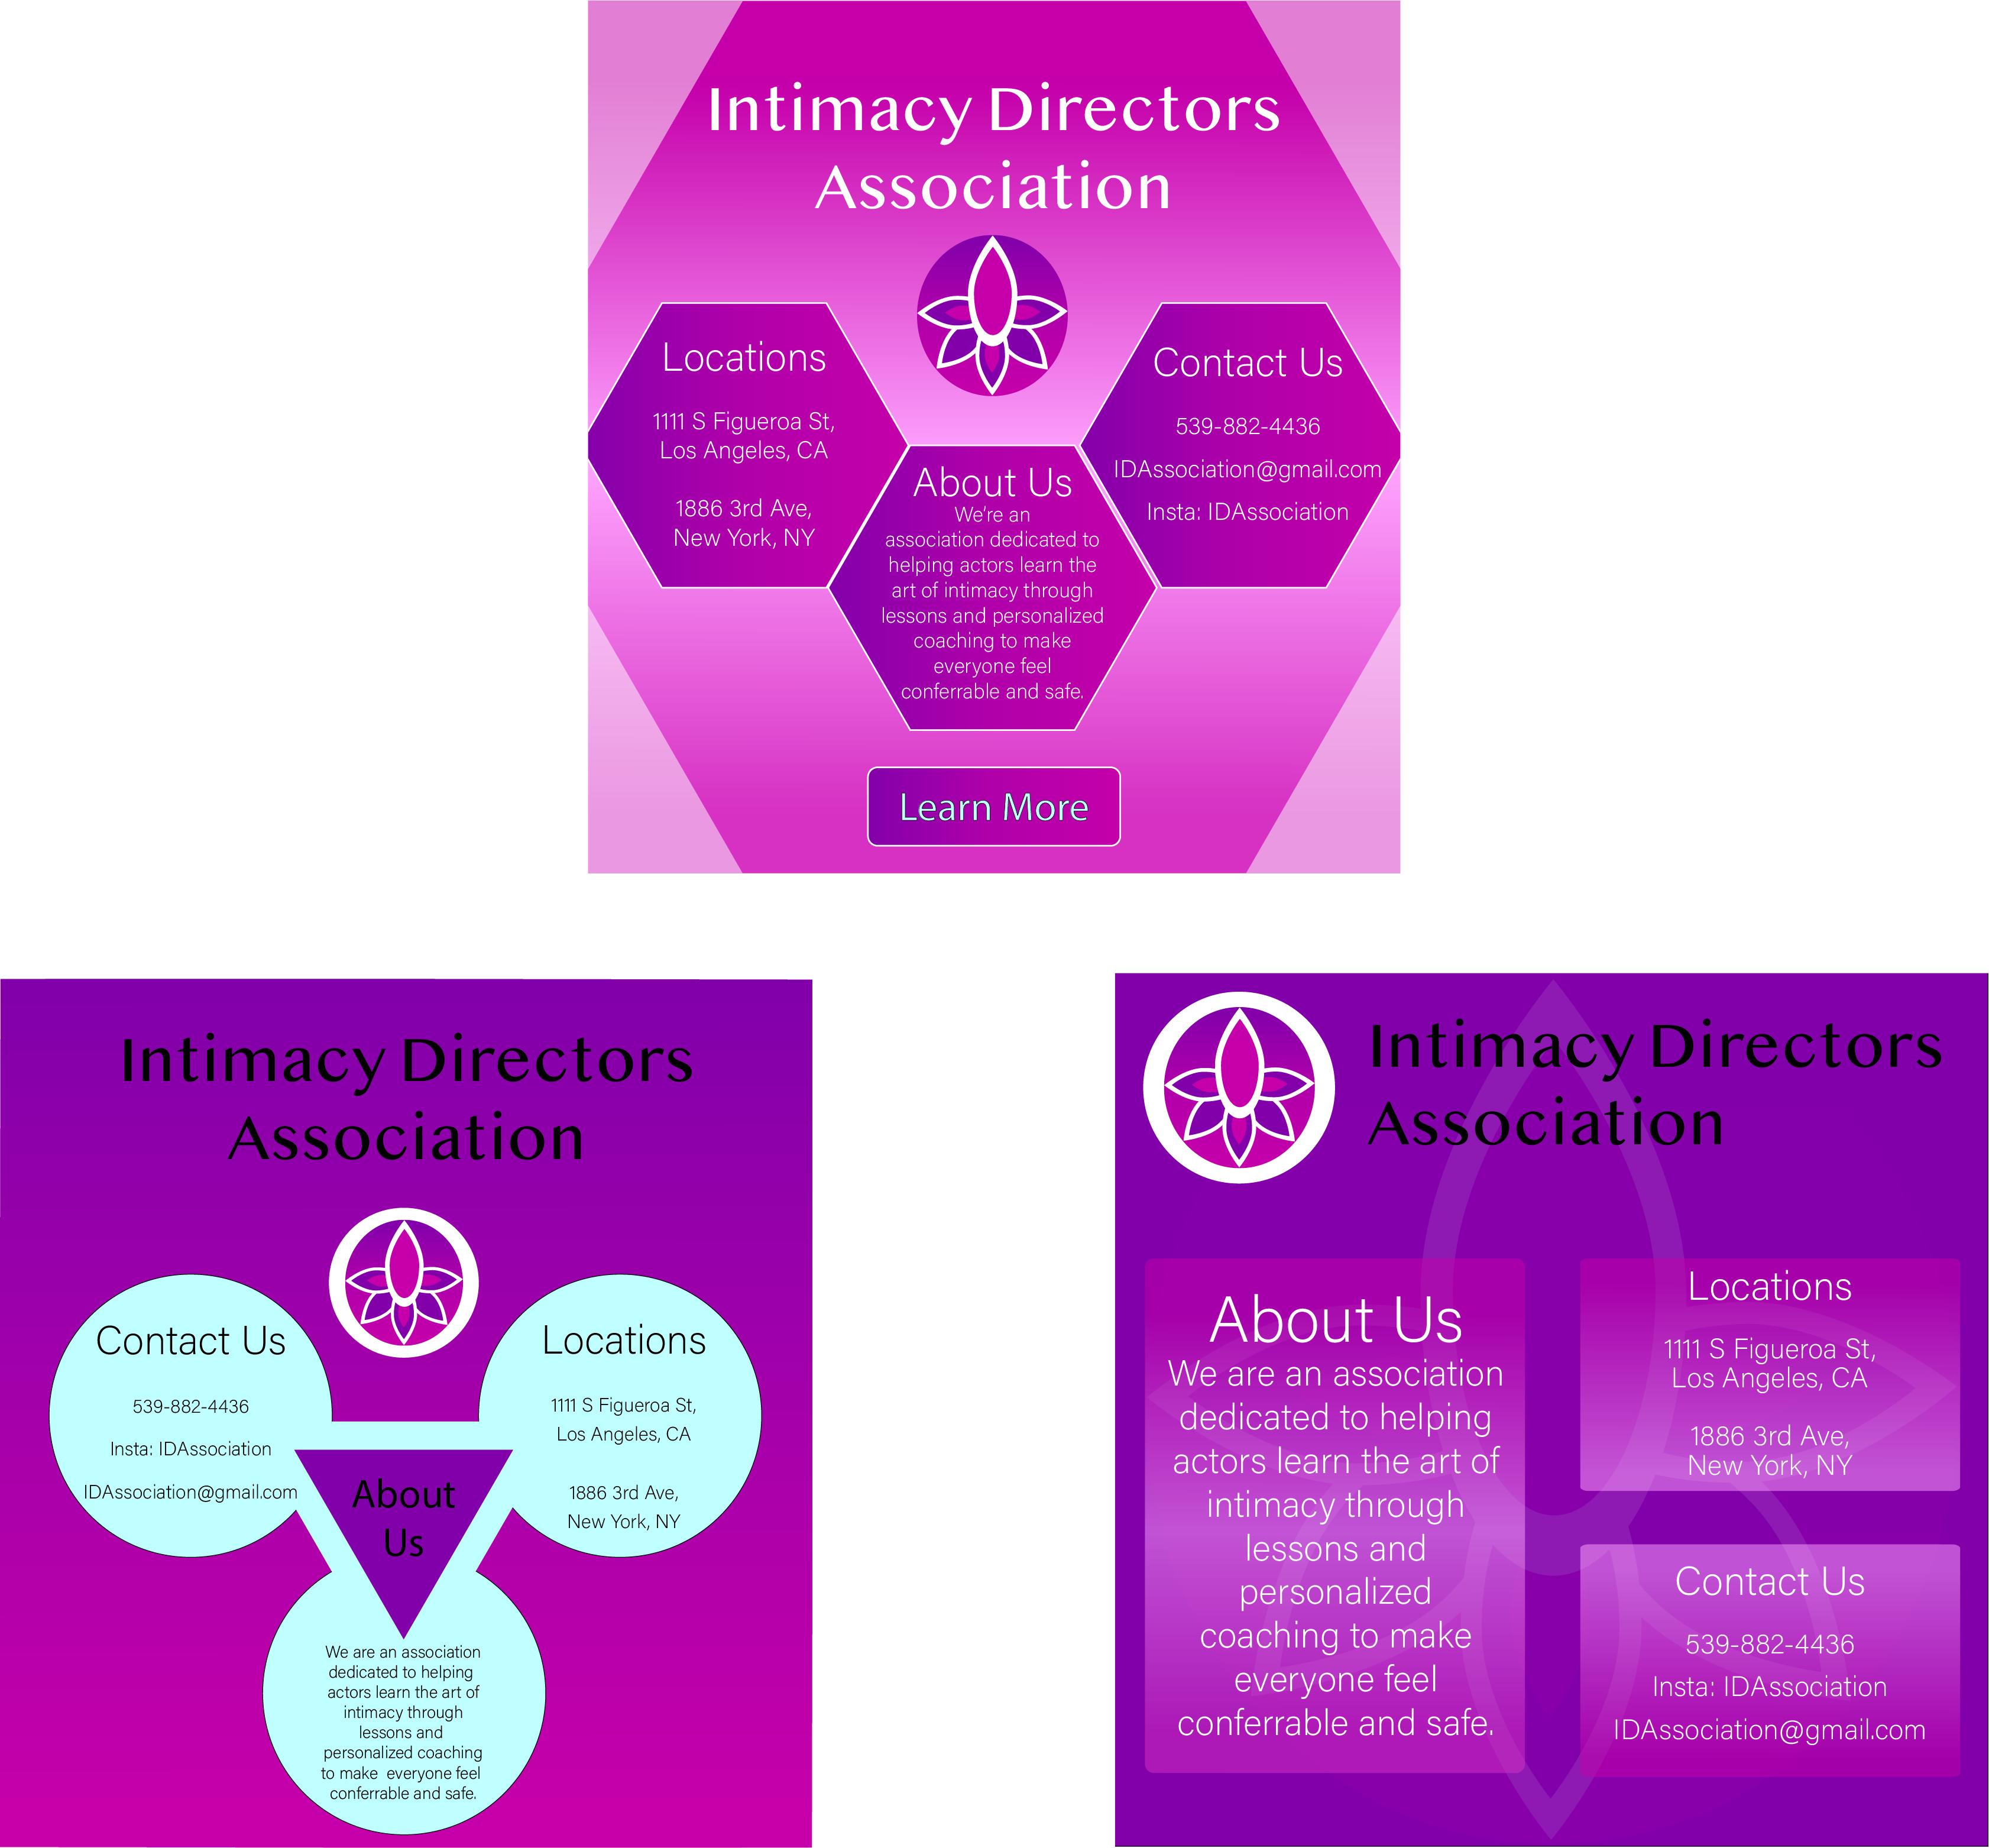 Intimacy Directors
Association
Locations
1111 S Figueroa St,
Los Angeles, CA
1886 3rd Ave,
New York, NY
About Us
We're an
association dedicated to
helping actors learn the
art of intimacy through
lessons and personalized
coaching to make
everyone feel
conferrable and safe.
Contact Us
539-882-4436
IDAssociation@gmail.com
Insta: IDAssociation
Learn More
Intimacy Directors
Association
Contact Us
539-882-4436
Insta: IDAssociation
IDAssociation@gmail.com
Locations
1111 S Figueroa St,
Los Angeles, CA
1886 3rd Ave,
New York, NY
About
Us
We are an association
dedicated to helping
actors learn the art of
intimacy through
lessons and
personalized coaching
to make everyone feel
conferrable and safe.
Intimacy Directors
Association
About Us
We are an association
dedicated to helping
actors learn the art of
intimacy through
lessons and
personalized
coaching to make
everyone feel
conferrable and safe.
Locations
1111 S Figueroa St,
Los Angeles, CA
1886 3rd Ave,
New York, NY
Contact Us
539-882-4436
Insta: IDAssociation
IDAssociation@gmail.com